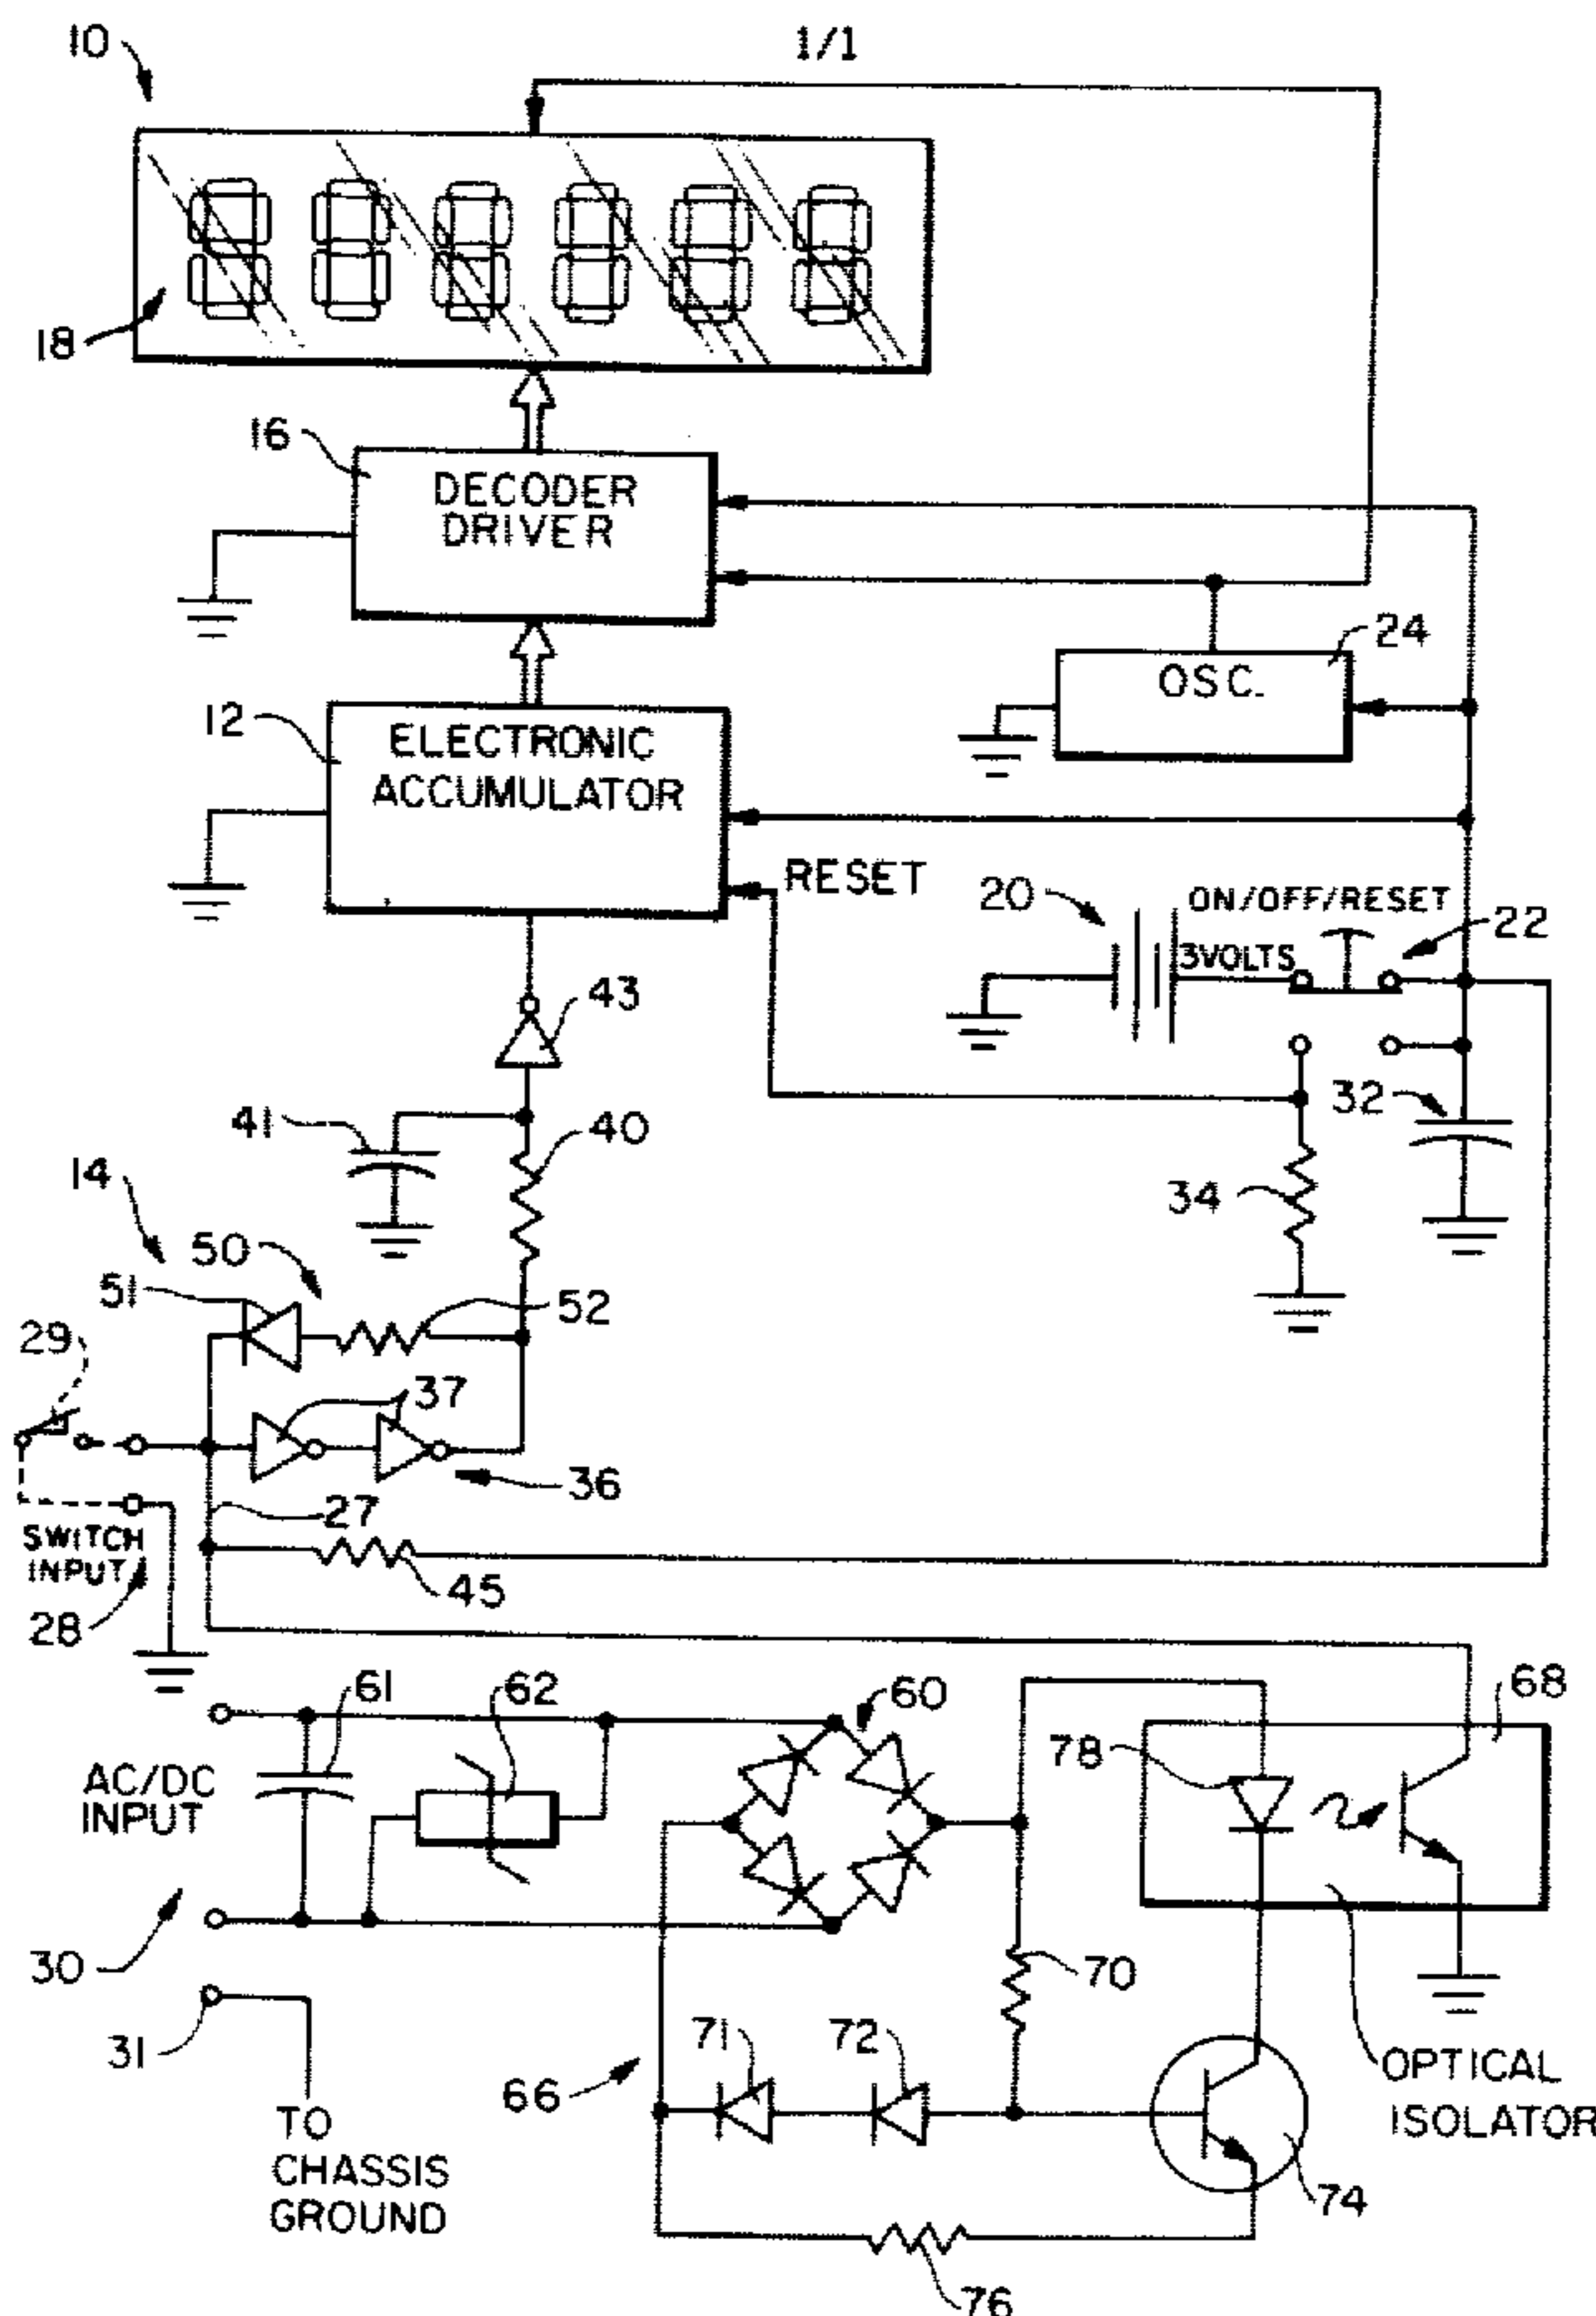 10
1/1
18
16
DECODER
DRIVER
24
OSC.
12
ELECTRONIC
ACCUMULATOR
RESET
20
ON/OFF/RESET
3VOLTS
22
43
41
40
32
14
34
50
51
52
29
37
36
27
SWITCH
INPUT
45
28
61
62
60
68
AC/DC
INPUT
78
30
70
31
71
72
66
OPTICAL
ISOLATOR
TO
CHASSIS
GROUND
74
76